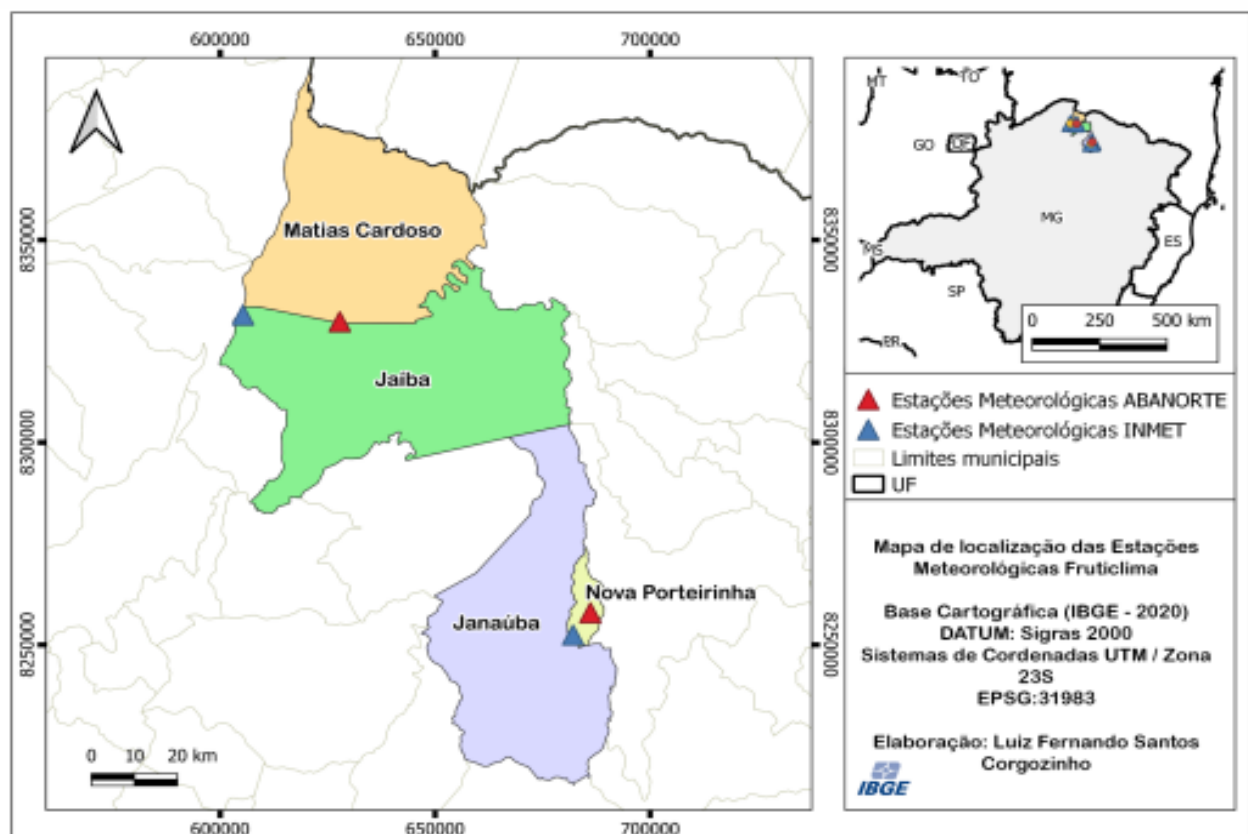 600000 650000 700000
8350000
8300000
8250000
Matias Cardoso
Jaíba
Nova Porteirinha
Janaúba
0 10 20 km
600000 650000 700000
8350000
8300000
8250000
MT
TO
GO
DF
MG
ES
MS
SP
PR
0 250 500 km
Estações Meteorológicas ABANORTE
Estações Meteorológicas INMET
Limites municipais
UF
Mapa de localização das Estações
Meteorológicas Fruticlima
Base Cartográfica (IBGE - 2020)
DATUM: Sigras 2000
Sistemas de Cordenadas UTM / Zona
23S
EPSG:31983
Elaboração: Luiz Fernando Santos
Corgozinho
IBGE